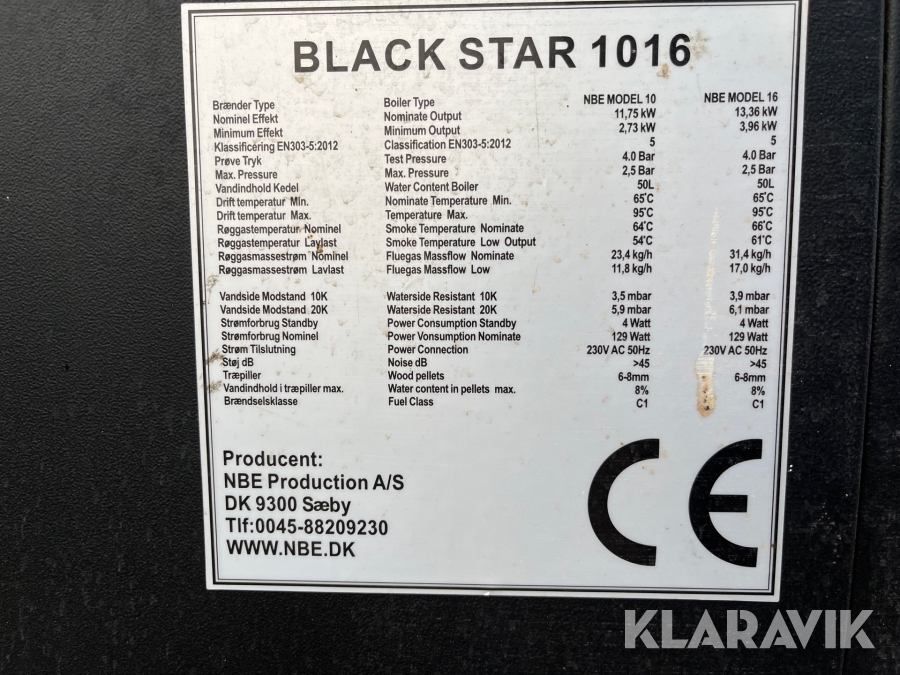 BLACK STAR 1016
Brænder Type Boiler Type NBE MODEL 10 NBE MODEL 16
Nominel Effekt Nominate Output 11,75 kW 13,36 kW
Minimum Effekt Minimum Output 2.73 kW 3,96 kW
Klassificering EN303-5:2012 Classification EN303-5:2012 5 5
Prøve Tryk Test Pressure 4.0 Bar 4.0 Bar
Max. Pressure Max. Pressure 2,5 Bar 2,5 Bar
Vandindhold Kedel Water Content Boiler 50L 50L
Drift temperatur Min. Nominate Temperature Min. 65°C 65°C
Drift temperatur Max. Temperature Max. 95°C 95°C
Røggastemperatur Nominel Smoke Temperature Nominate 64°C 66°C
Røggastemperatur Lavlast Smoke Temperature Low Output 54°C 61°C
Røggasmassestrøm Nominel Fluegas Massflow Nominate 23,4 kg/h 31,4 kg/h
Røggasmassestrøm Lavlast Fluegas Massflow Low 11,8 kg/h 17,0 kg/h
Vandside Modstand 10K Waterside Resistant 10K 3,5 mbar 3,9 mbar
Vandside Modstand 20K Waterside Resistant 20K 5,9 mbar 6,1 mbar
Strømforbrug Standby Power Consumption Standby 4 Watt 4 Watt
Strømforbrug Nominel Power Vonsumption Nominate 129 Watt 129 Watt
Strøm Tilslutning Power Connection 230V AC 50Hz 230V AC 50Hz
Støj dB Noise dB >45 >45
Træpiller Wood pellets 6-8mm 6-8mm
Vandindhold i træpiller max. Water content in pellets max. 8% 8%
Brændselsklasse Fuel Class C1 C1
Producent:
NBE Production A/S
DK 9300 Sæby
Tlf:0045-88209230
WWW.NBE.DK
CE
KLARAVIK